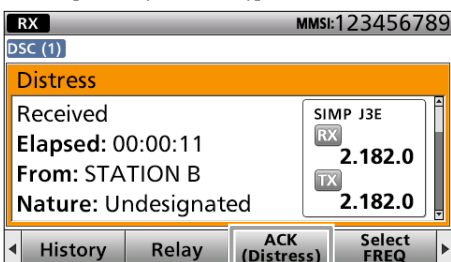 RX MMSI:123456789
DSC (1)
Distress
Received
Elapsed: 00:00:11
From: STATION B
Nature: Undesignated
SIMP J3E
RX
2.182.0
TX
2.182.0
History Relay ACK (Distress) Select FREQ